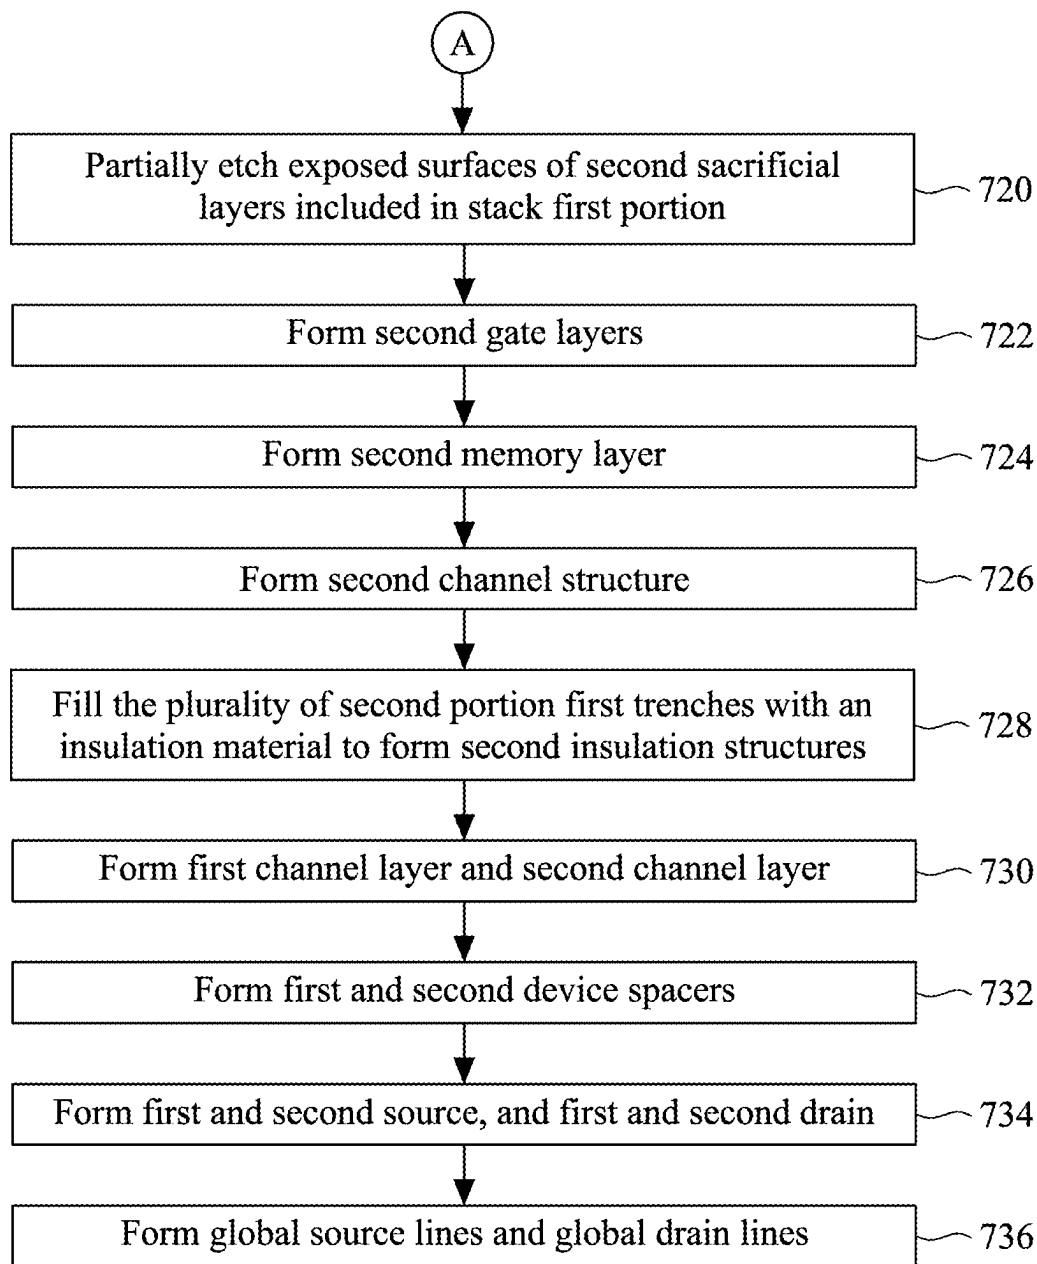 A
Partially etch exposed surfaces of second sacrificial
layers included in stack first portion
720
Form second gate layers
722
Form second memory layer
724
Form second channel structure
726
Fill the plurality of second portion first trenches with an
insulation material to form second insulation structures
728
Form first channel layer and second channel layer
730
Form first and second device spacers
732
Form first and second source, and first and second drain
734
Form global source lines and global drain lines
736